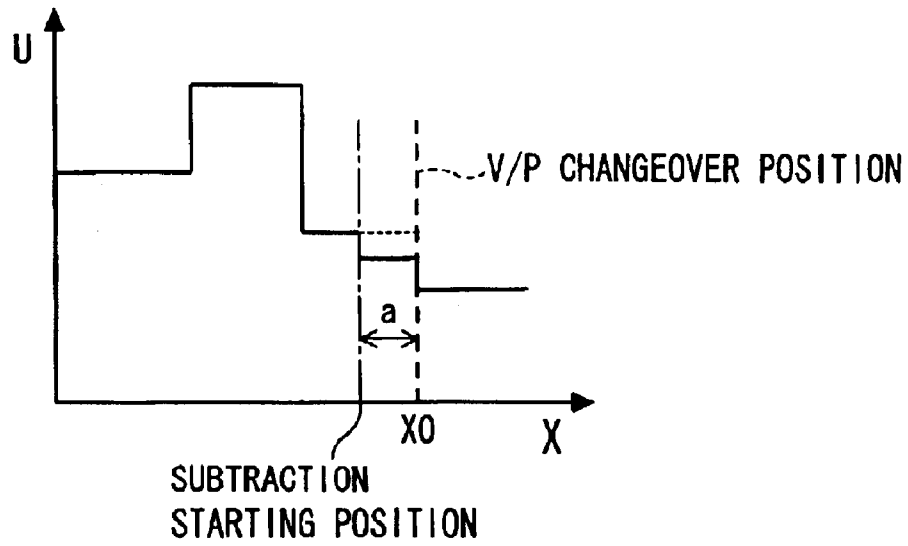 U
V/P CHANGEOVER POSITION
a
X0
X
SUBTRACTION
STARTING POSITION